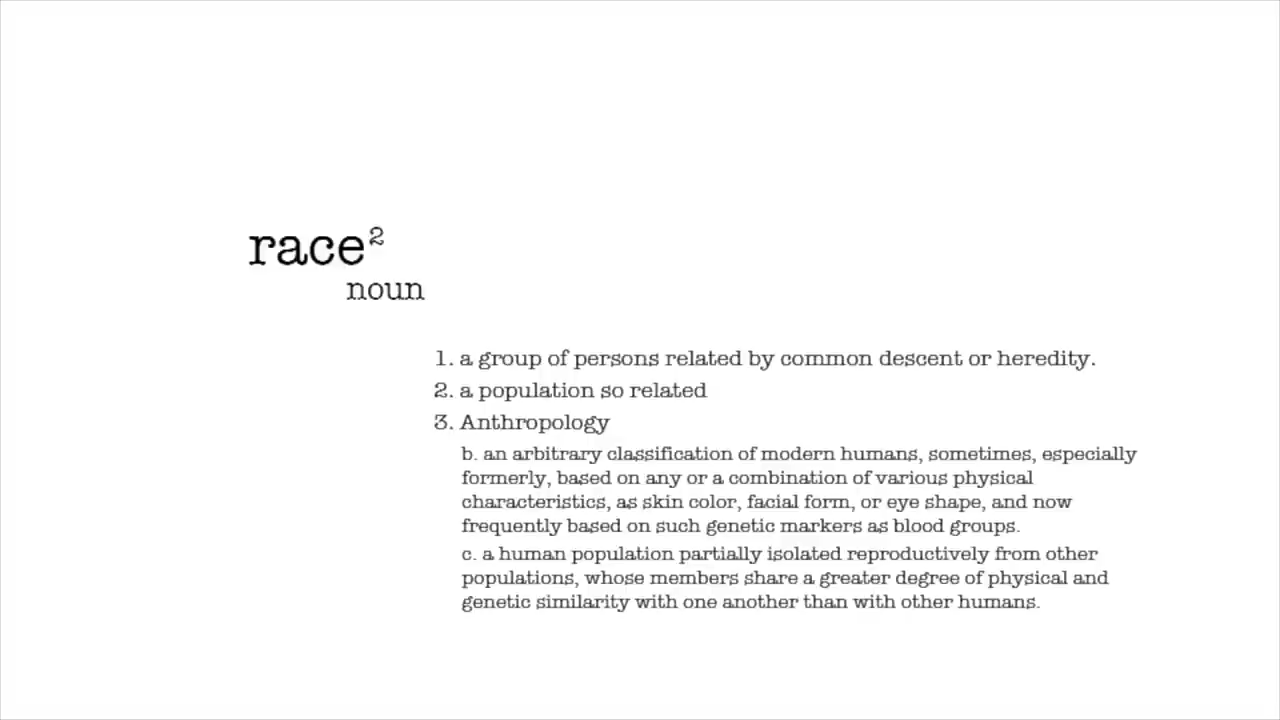 race²
noun
1. a group of persons related by common descent or heredity.
2. a population so related
3. Anthropology
b. an arbitrary classification of modern humans, sometimes, especially
formerly, based on any or a combination of various physical
characteristics, as skin color, facial form, or eye shape, and now
frequently based on such genetic markers as blood groups.
c. a human population partially isolated reproductively from other
populations, whose members share a greater degree of physical and
genetic similarity with one another than with other humans.